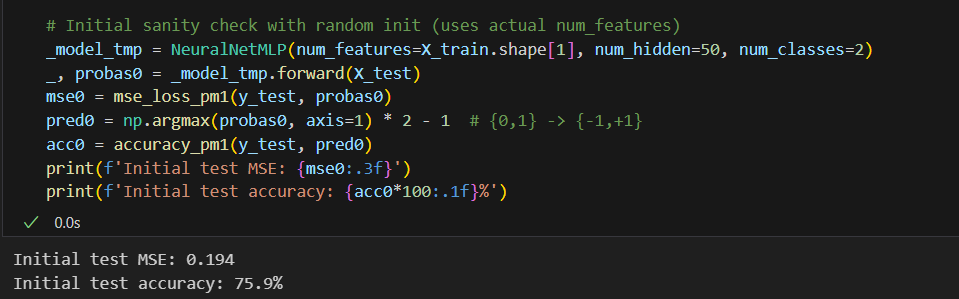 # Initial sanity check with random init (uses actual num_features)
_model_tmp = NeuralNetMLP(num_features=X_train.shape[1], num_hidden=50, num_classes=2)
_, probas0 = _model_tmp.forward(X_test)
mse0 = mse_loss_pm1(y_test, probas0)
pred0 = np.argmax(probas0, axis=1) * 2 - 1  # {0,1} -> {-1,+1}
acc0 = accuracy_pm1(y_test, pred0)
print(f'Initial test MSE: {mse0:.3f}')
print(f'Initial test accuracy: {acc0*100:.1f}%')
0.0s
Initial test MSE: 0.194
Initial test accuracy: 75.9%